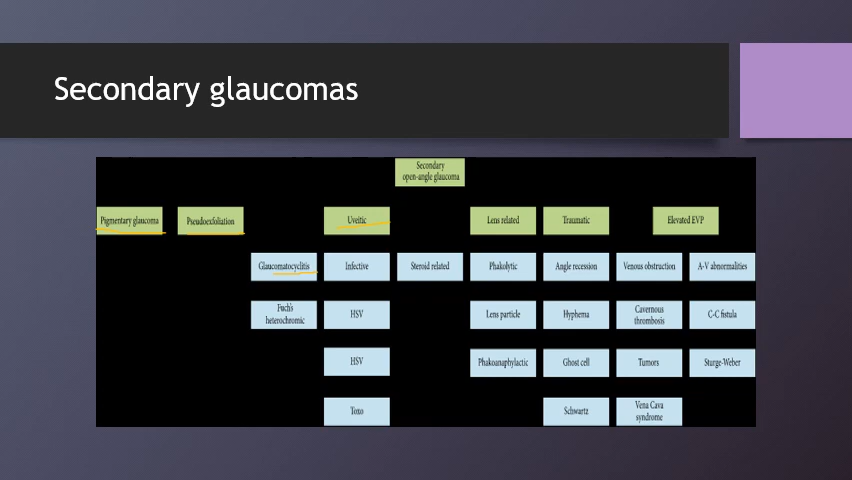 Secondary glaucomas
Secondary
open-angle glaucoma
Pigmentary glaucoma
Pseudoexfoliation
Uveitic
Lens related
Traumatic
Elevated EVP
Glaucomatocyclitis
Infective
Steroid related
Phakolytic
Angle recession
Venous obstruction
A-V abnormalities
Fuch's
heterochromic
HSV
Lens particle
Hyphema
Cavernous
thrombosis
C-C fistula
HSV
Phakoanaphylactic
Ghost cell
Tumors
Sturge-Weber
Toxo
Schwartz
Vena Cava
syndrome